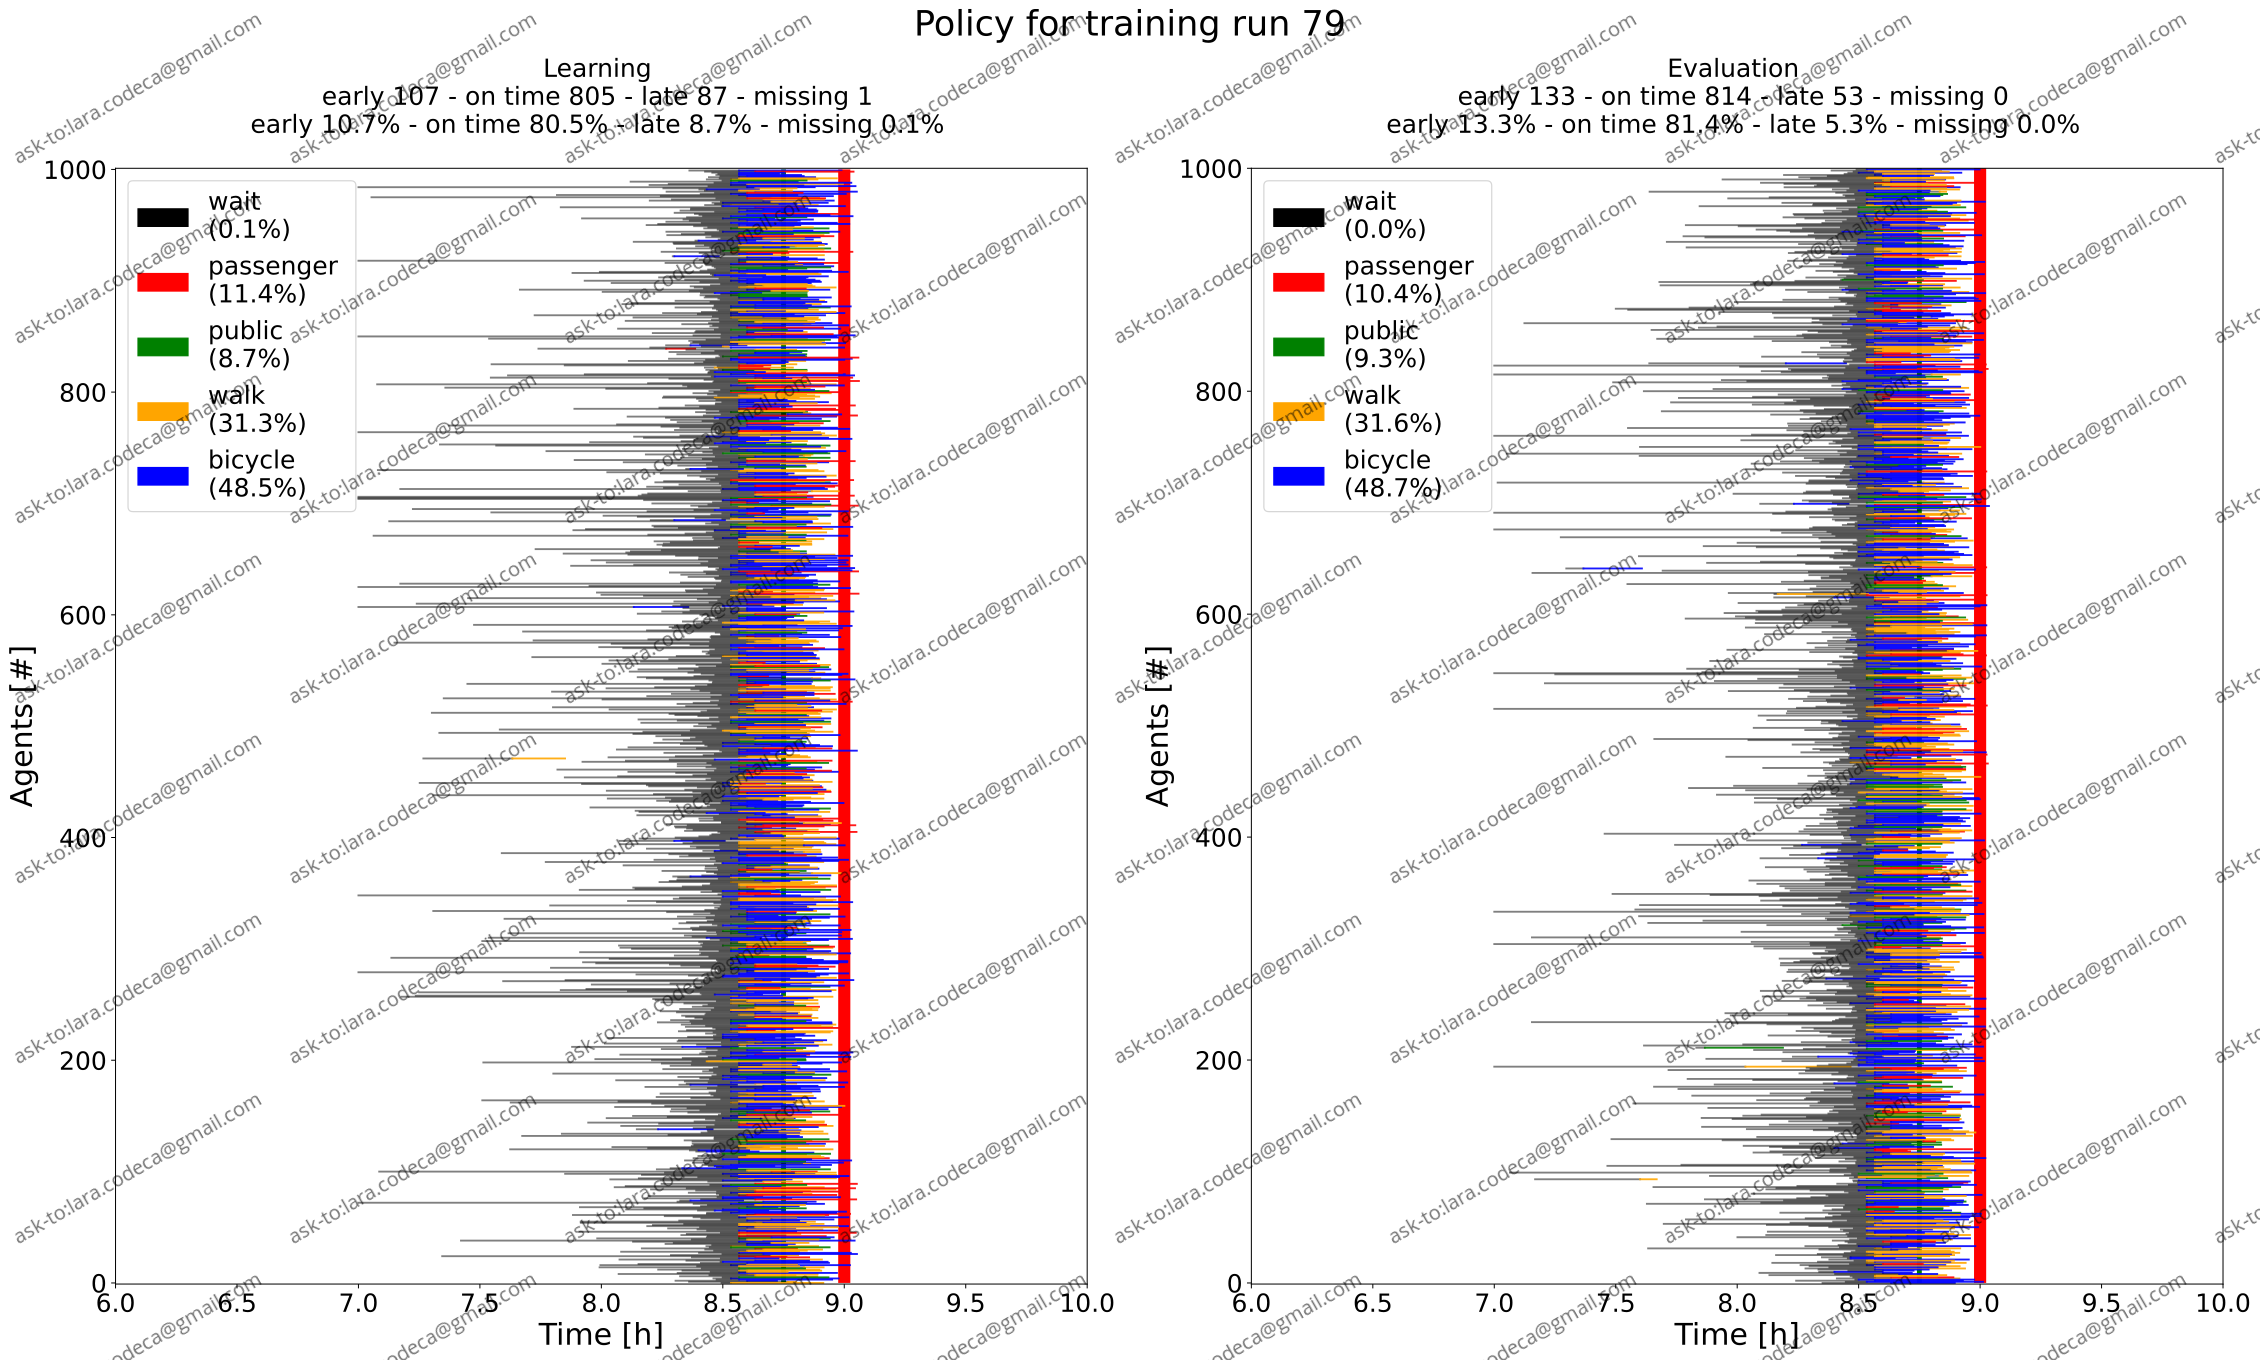 Policy for training run 79
Learning
early 107 - on time 805 - late 87 - missing 1
early 10.7% - on time 80.5% - late 8.7% - missing 0.1%
1000
800
600
400
200
0
Agents [#]
wait
(0.1%)
passenger
(11.4%)
public
(8.7%)
walk
(31.3%)
bicycle
(48.5%)
6.0 6.5 7.0 7.5 8.0 8.5 9.0 9.5 10.0
Time [h]
Evaluation
early 133 - on time 814 - late 53 - missing 0
early 13.3% - on time 81.4% - late 5.3% - missing 0.0%
1000
800
600
400
200
0
Agents [#]
wait
(0.0%)
passenger
(10.4%)
public
(9.3%)
walk
(31.6%)
bicycle
(48.7%)
6.0 6.5 7.0 7.5 8.0 8.5 9.0 9.5 10.0
Time [h]
ask-to:lara.codeca@gmail.com